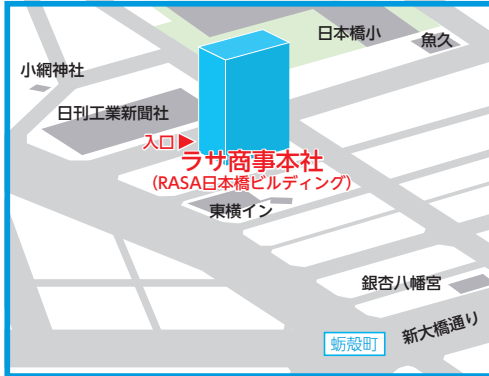 日本橋小
魚久
小網神社
日刊工業新聞社
入口▶
ラサ商事本社
(RASA日本橋ビルディング)
東横イン
銀杏八幡宮
新大橋通り
蛎殻町